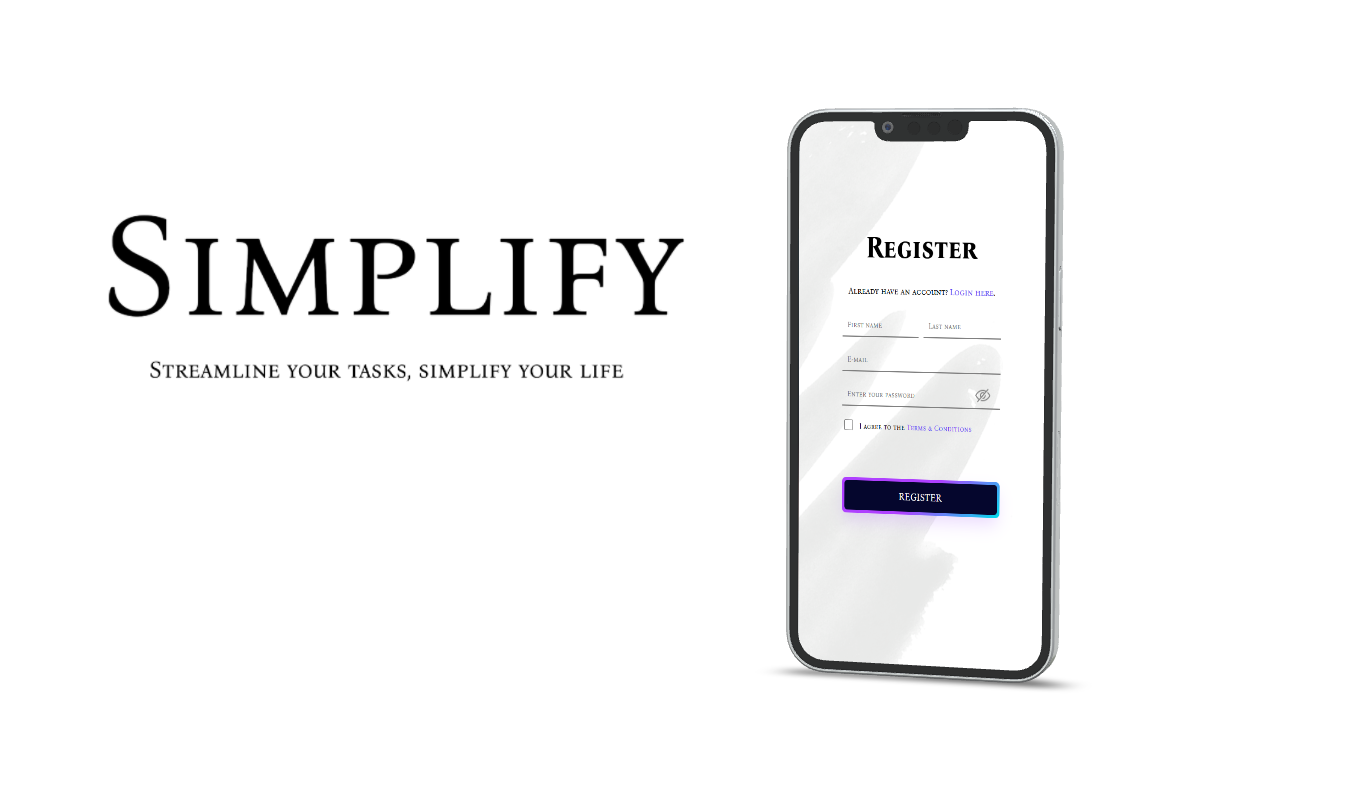 Simplify
Streamline your tasks, simplify your life
Register
Already have an account? Login here.
First name
Last name
E-mail
Enter your password
I agree to the Terms & Conditions
REGISTER